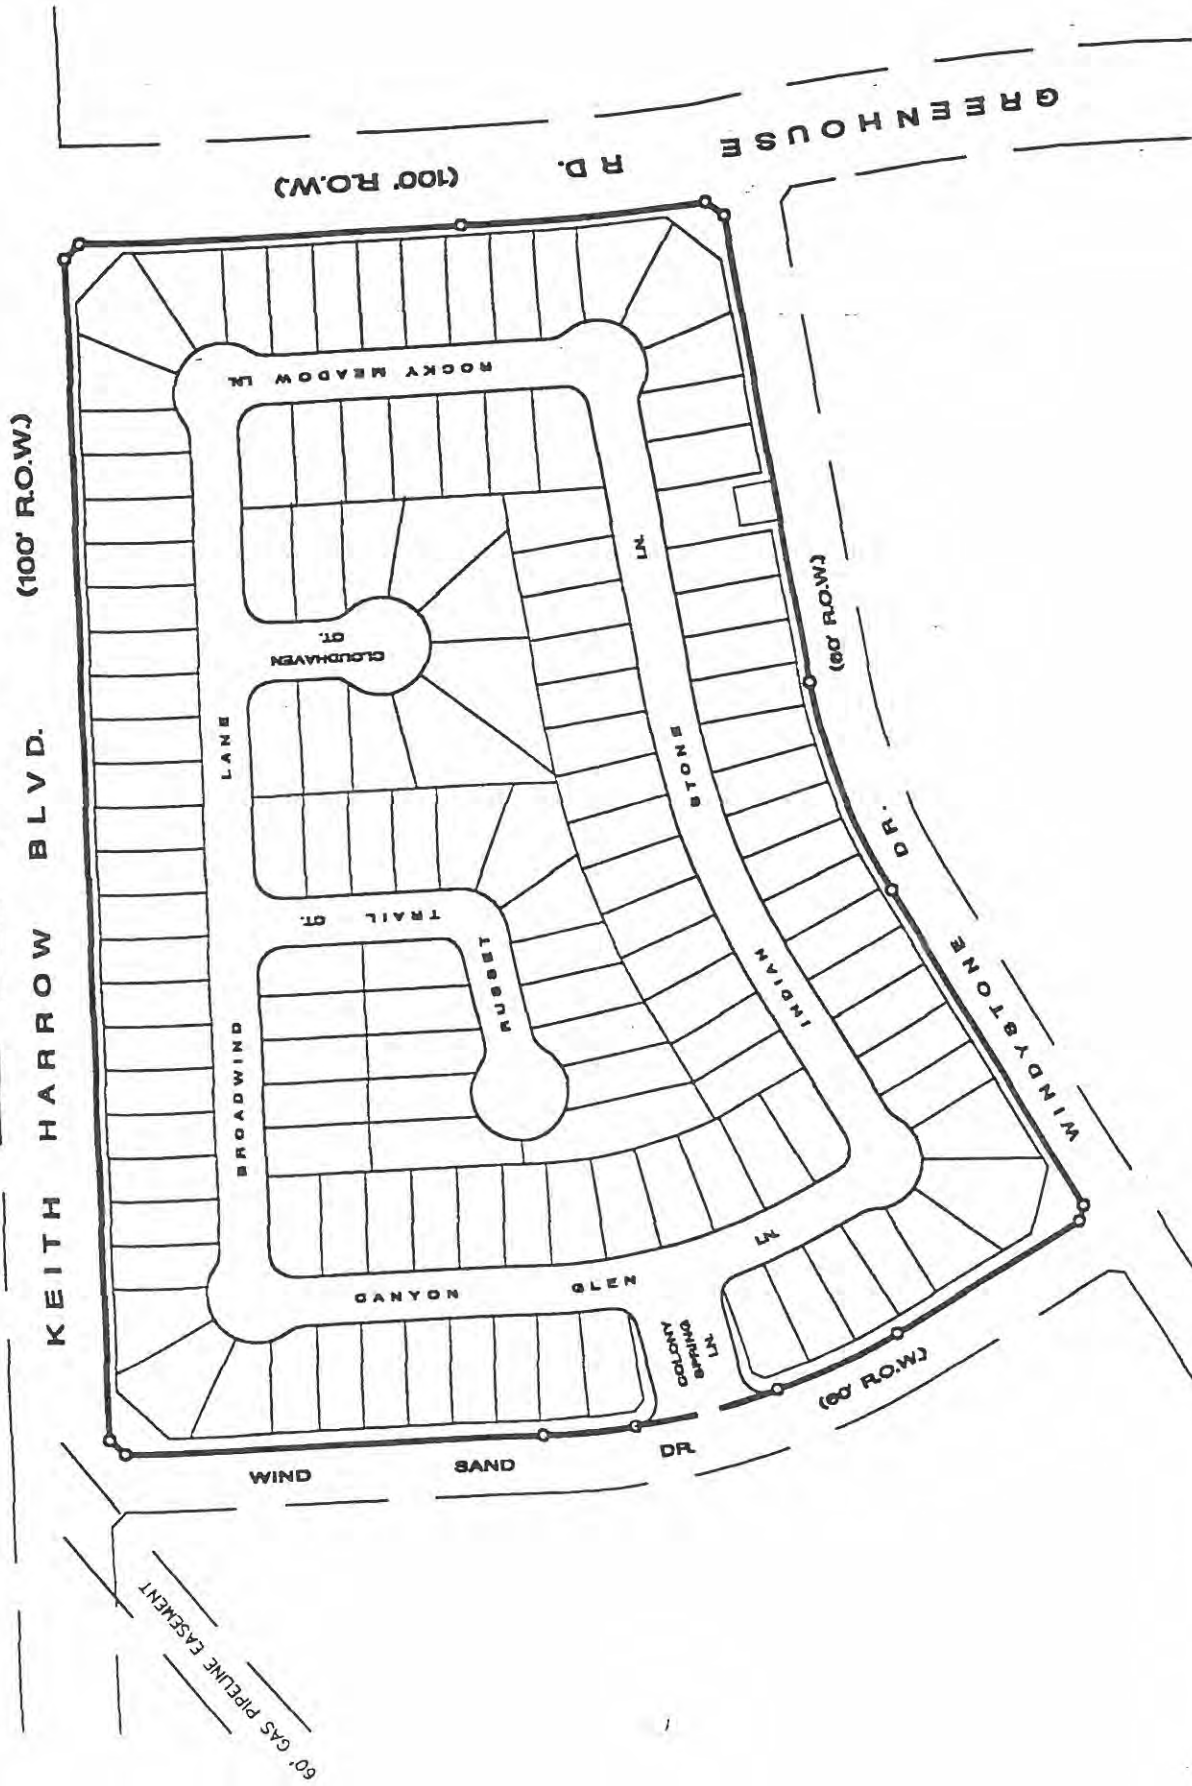 KEITH HARROW BLVD. (100' R.O.W.)
GREENHOUSE RD. (100' R.O.W.)
ROCKY MEADOW LN.
BROADWIND LANE
CLOUDHAVEN
CT.
RUSSET TRAIL CT.
INDIAN STONE LN.
CANYON GLEN LN.
COLONY
SPRING
LN.
WINDYSTONE DR. (60' R.O.W.)
WIND SAND DR. (60' R.O.W.)
60' GAS PIPELINE EASEMENT